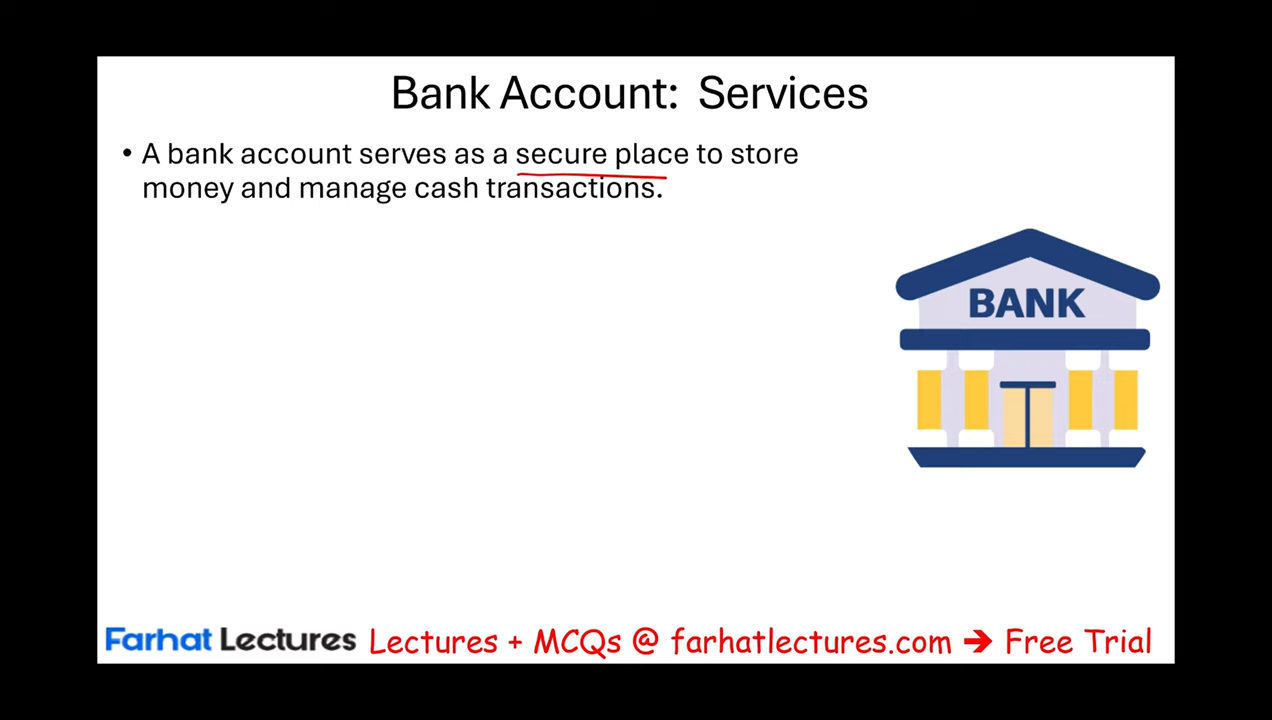 Bank Account: Services
• A bank account serves as a secure place to store
money and manage cash transactions.
BANK
Farhat Lectures Lectures + MCQs @ farhatlectures.com → Free Trial